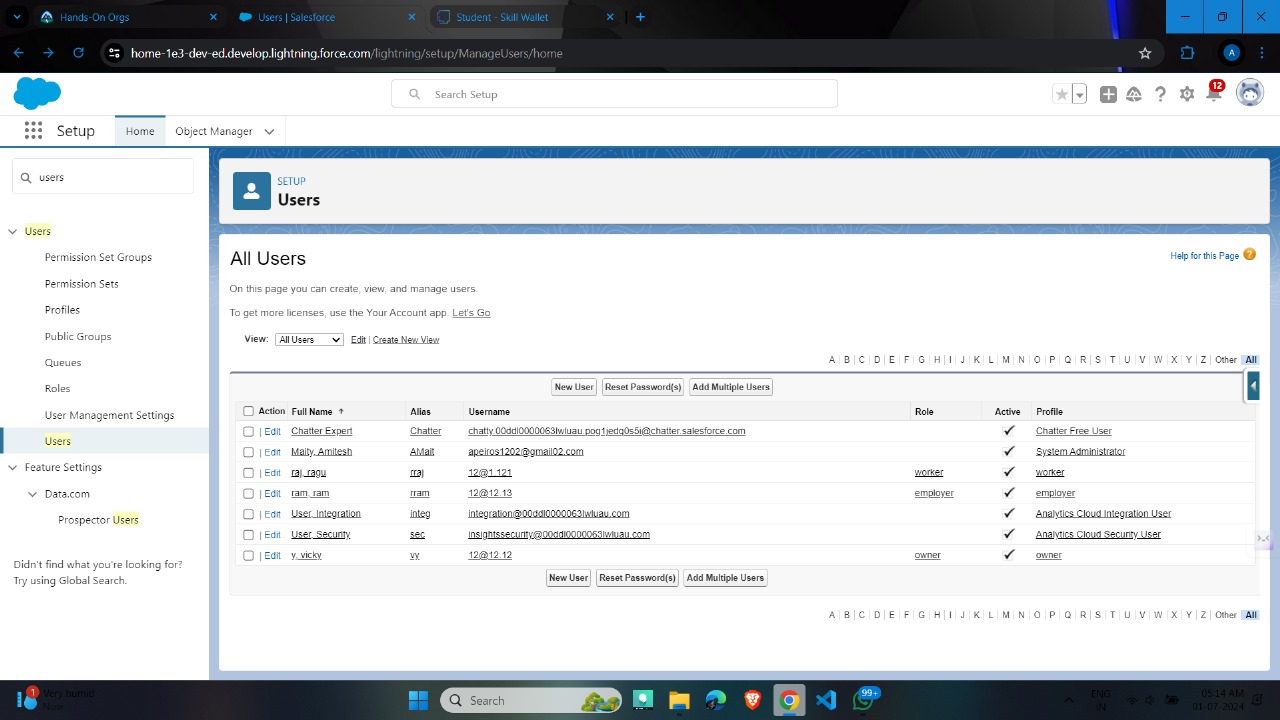 Hands-On Orgs
Users | Salesforce
Student - Skill Wallet
home-1e3-dev-ed.develop.lightning.force.com/lightning/setup/ManageUsers/home
A
Search Setup
12
Setup
Home
Object Manager
users
SETUP
Users
Users
Permission Set Groups
Permission Sets
Profiles
Public Groups
Queues
Roles
User Management Settings
Users
Feature Settings
Data.com
Prospector Users
Didn't find what you're looking for?
Try using Global Search.
All Users
Help for this Page ?
On this page you can create, view, and manage users.
To get more licenses, use the Your Account app. Let's Go
View: All Users Edit | Create New View
A | B | C | D | E | F | G | H | I | J | K | L | M | N | O | P | Q | R | S | T | U | V | W | X | Y | Z | Other All
New User Reset Password(s) Add Multiple Users
Action Full Name ↑ Alias Username Role Active Profile
| Edit Chatter Expert Chatter chatty.00ddl0000063lwluau.pog1jedq0s5i@chatter.salesforce.com Chatter Free User
| Edit Maity, Amitesh AMait apeiros1202@gmail02.com System Administrator
| Edit raj, ragu rraj 12@1.121 worker worker
| Edit ram, ram rram 12@12.13 employer employer
| Edit User, Integration integ integration@00ddl0000063lwluau.com Analytics Cloud Integration User
| Edit User, Security sec insightssecurity@00ddl0000063lwluau.com Analytics Cloud Security User
| Edit y, vicky vy 12@12.12 owner owner
New User Reset Password(s) Add Multiple Users
A | B | C | D | E | F | G | H | I | J | K | L | M | N | O | P | Q | R | S | T | U | V | W | X | Y | Z | Other All
1
Very humid
Now
Search
99+
ENG
IN
05:14 AM
01-07-2024